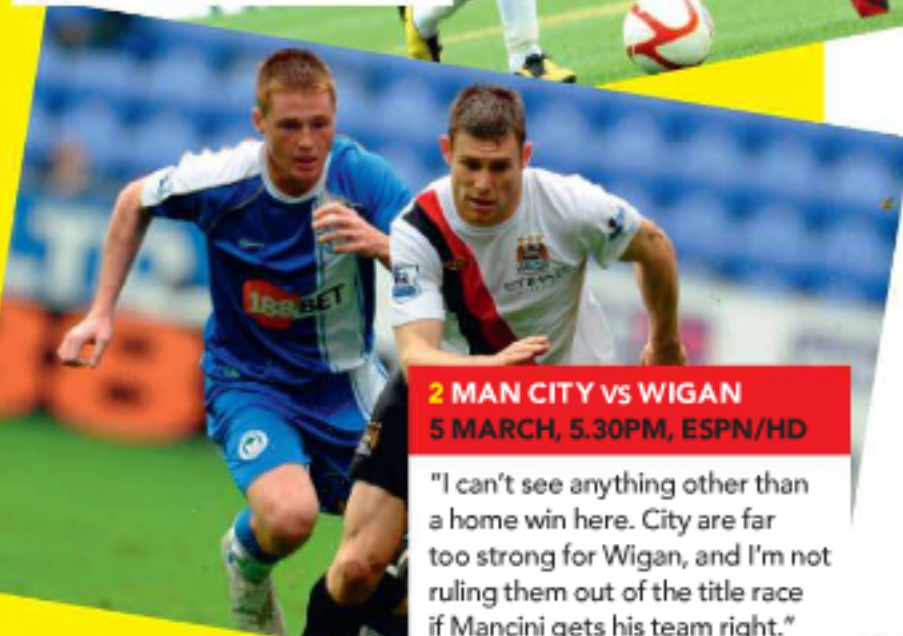 188BET
ETIHAD
2 MAN CITY VS WIGAN
5 MARCH, 5.30PM, ESPN/HD
"I can't see anything other than
a home win here. City are far
too strong for Wigan, and I'm not
ruling them out of the title race
if Mancini gets his team right."